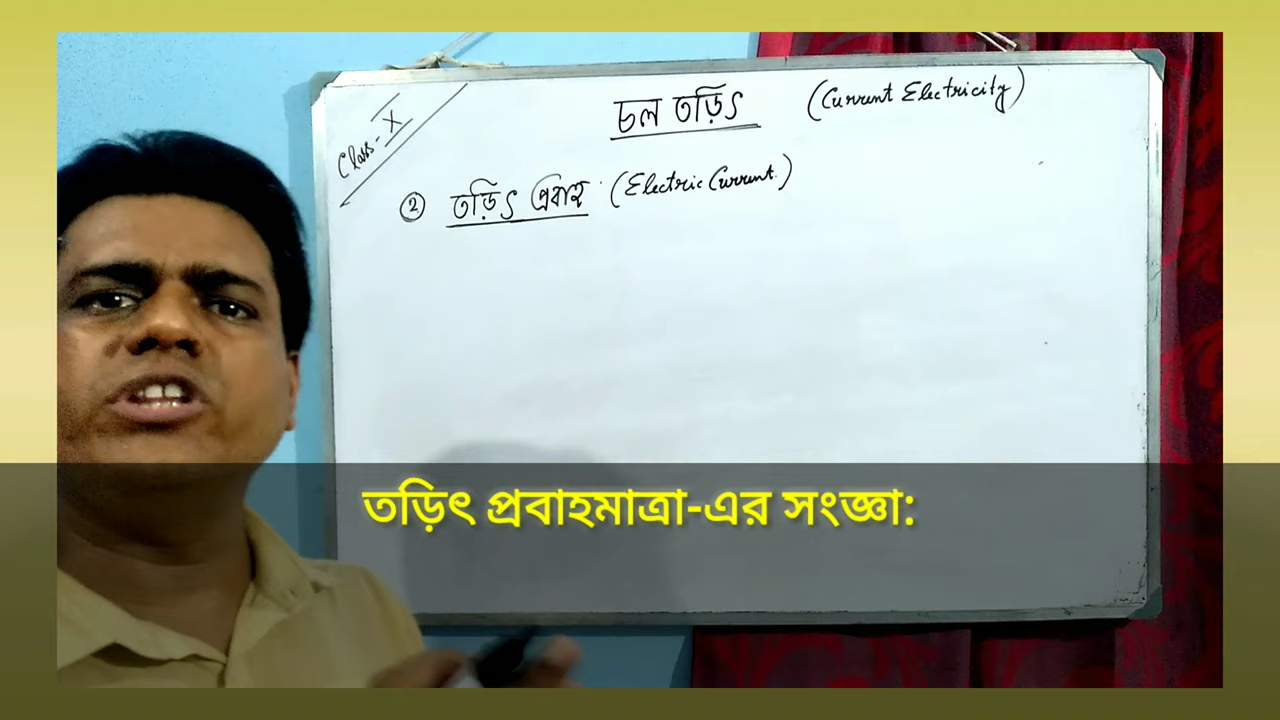 Class-X
চল তড়িৎ (Current Electricity)
② তড়িৎ প্রবাহ (Electric Current.)
তড়িৎ প্রবাহমাত্রা-এর সংজ্ঞা: